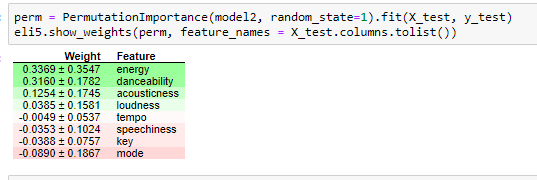 perm = PermutationImportance(model2, random_state=1).fit(X_test, y_test)
eli5.show_weights(perm, feature_names = X_test.columns.tolist())
Weight Feature
0.3369 ± 0.3547 energy
0.3160 ± 0.1782 danceability
0.1254 ± 0.1745 acousticness
0.0385 ± 0.1581 loudness
-0.0049 ± 0.0537 tempo
-0.0353 ± 0.1024 speechiness
-0.0388 ± 0.0757 key
-0.0890 ± 0.1867 mode